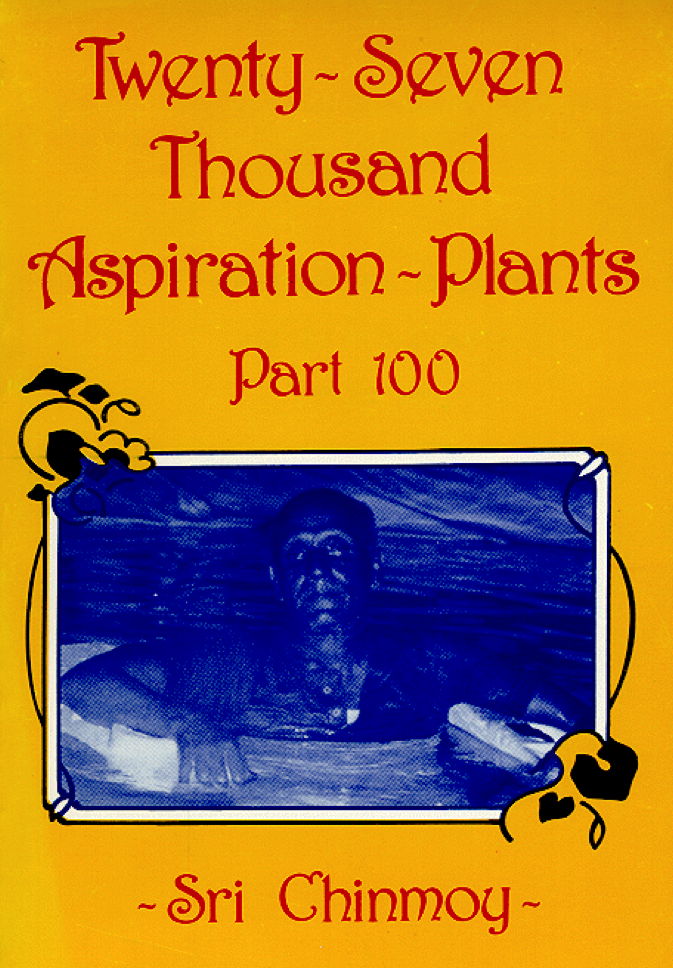 Twenty~Seven
Thousand
Aspiration~Plants
Part 100
~Sri Chinmoy~